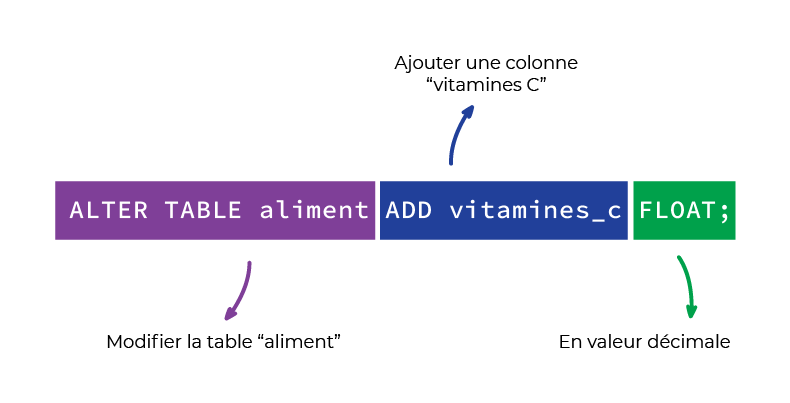 Ajouter une colonne
“vitamines C”
ALTER TABLE aliment ADD vitamines_c FLOAT;
Modifier la table “aliment”
En valeur décimale